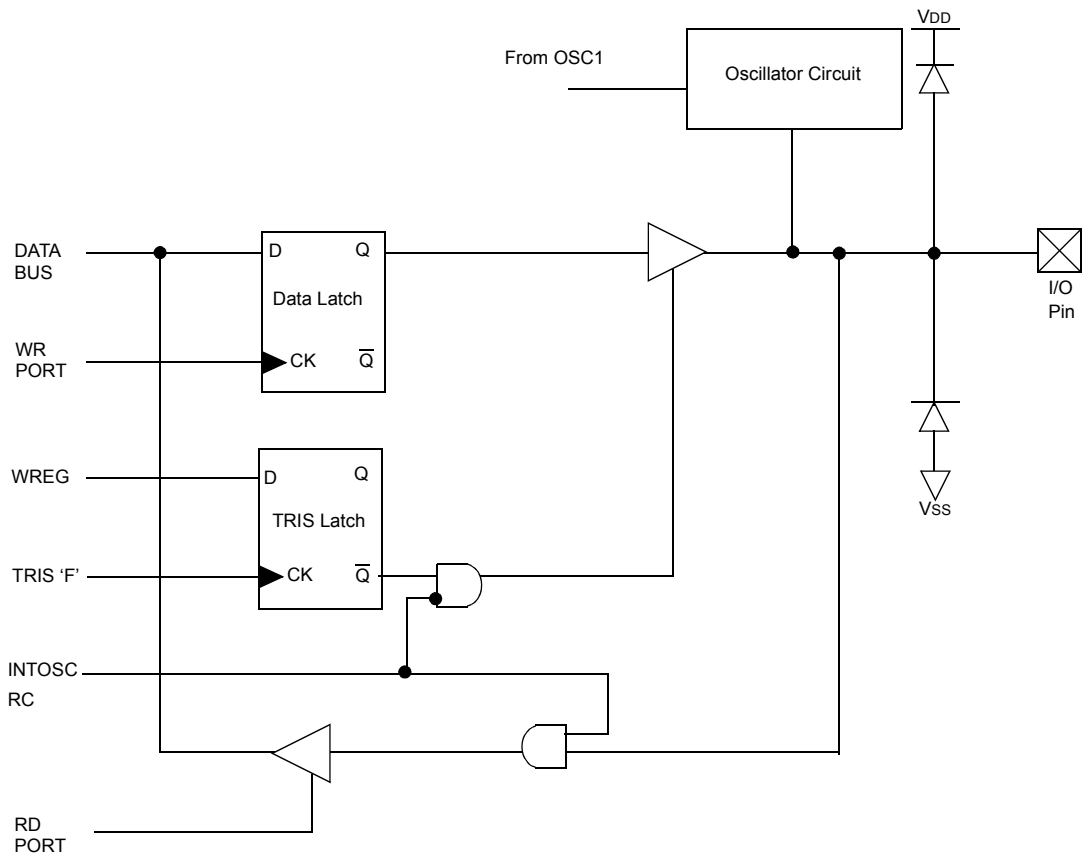 VDD
From OSC1
Oscillator Circuit
DATA
BUS
D
Q
Data Latch
WR
PORT
CK
Q̅
I/O
Pin
WREG
D
Q
TRIS Latch
TRIS ‘F’
CK
Q̅
VSS
INTOSC
RC
RD
PORT